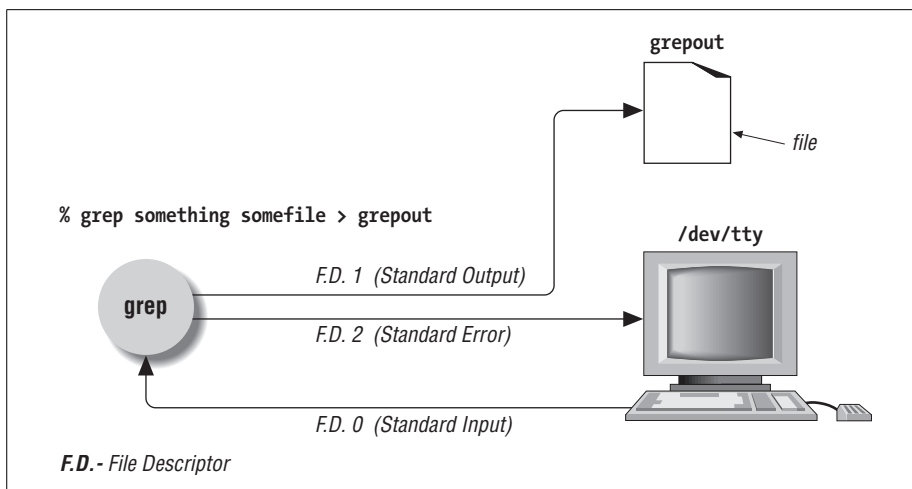 grepout
file
% grep something somefile > grepout
/dev/tty
F.D. 1 (Standard Output)
grep
F.D. 2 (Standard Error)
F.D. 0 (Standard Input)
F.D.- File Descriptor